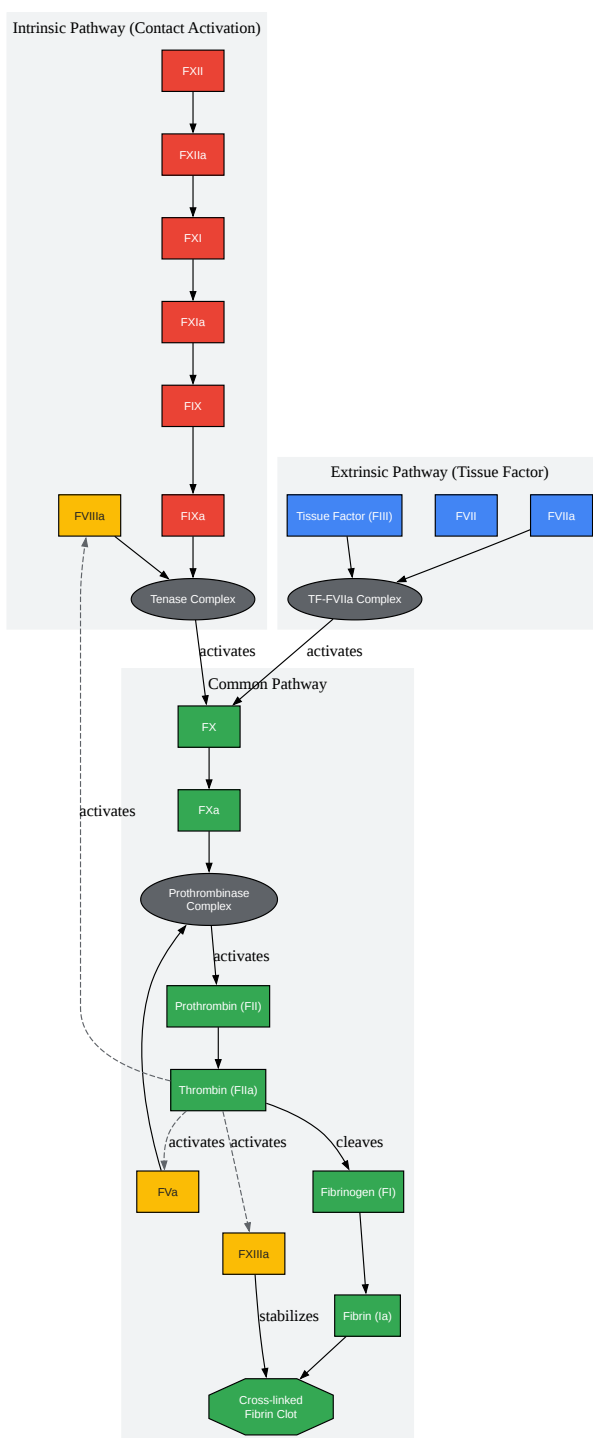 Intrinsic Pathway (Contact Activation)
FXII
FXIIa
FXI
FXIa
FIX
Extrinsic Pathway (Tissue Factor)
FVIIIa
FIXa
Tissue Factor (FIII)
FVII
FVIIa
Tenase Complex
TF-FVIIa Complex
activates
activates
Common Pathway
FX
FXa
activates
Prothrombinase
Complex
activates
Prothrombin (FII)
Thrombin (FIIa)
activates
activates
cleaves
FVa
Fibrinogen (FI)
FXIIIa
stabilizes
Fibrin (Ia)
Cross-linked
Fibrin Clot